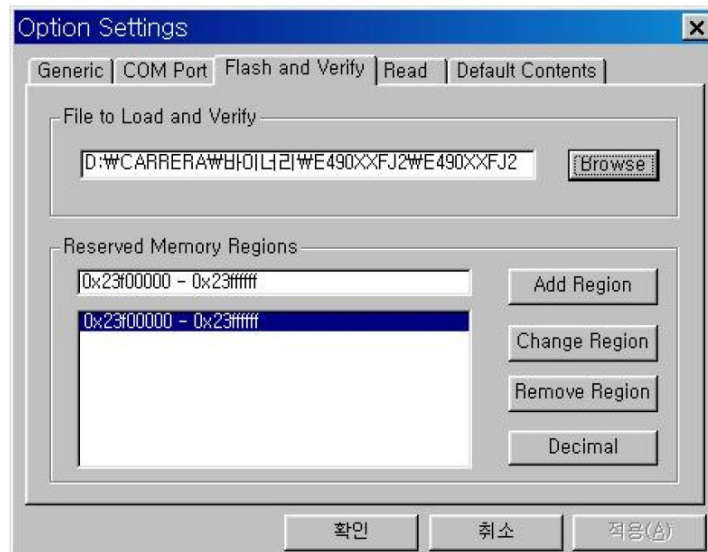 Option Settings
Generic COM Port Flash and Verify Read Default Contents
File to Load and Verify
D:₩CARRERA₩바이너리₩E490XXFJ2₩E490XXFJ2
Browse
Reserved Memory Regions
0x23f00000 - 0x23ffffff
Add Region
0x23f00000 - 0x23ffffff
Change Region
Remove Region
Decimal
확인 취소 적용(A)